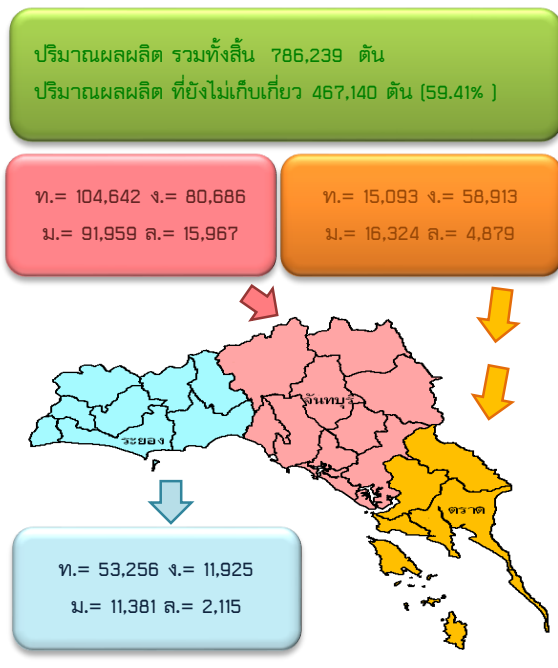 ปริมาณผลผลิต รวมทั้งสิ้น 786,239 ตัน
ปริมาณผลผลิต ที่ยังไม่เก็บเกี่ยว 467,140 ตัน (59.41% )
ท.= 104,642 ง.= 80,686
ม.= 91,959 ล.= 15,967
ท.= 15,093 ง.= 58,913
ม.= 16,324 ล.= 4,879
จันทบุรี
ระยอง
ตราด
ท.= 53,256 ง.= 11,925
ม.= 11,381 ล.= 2,115